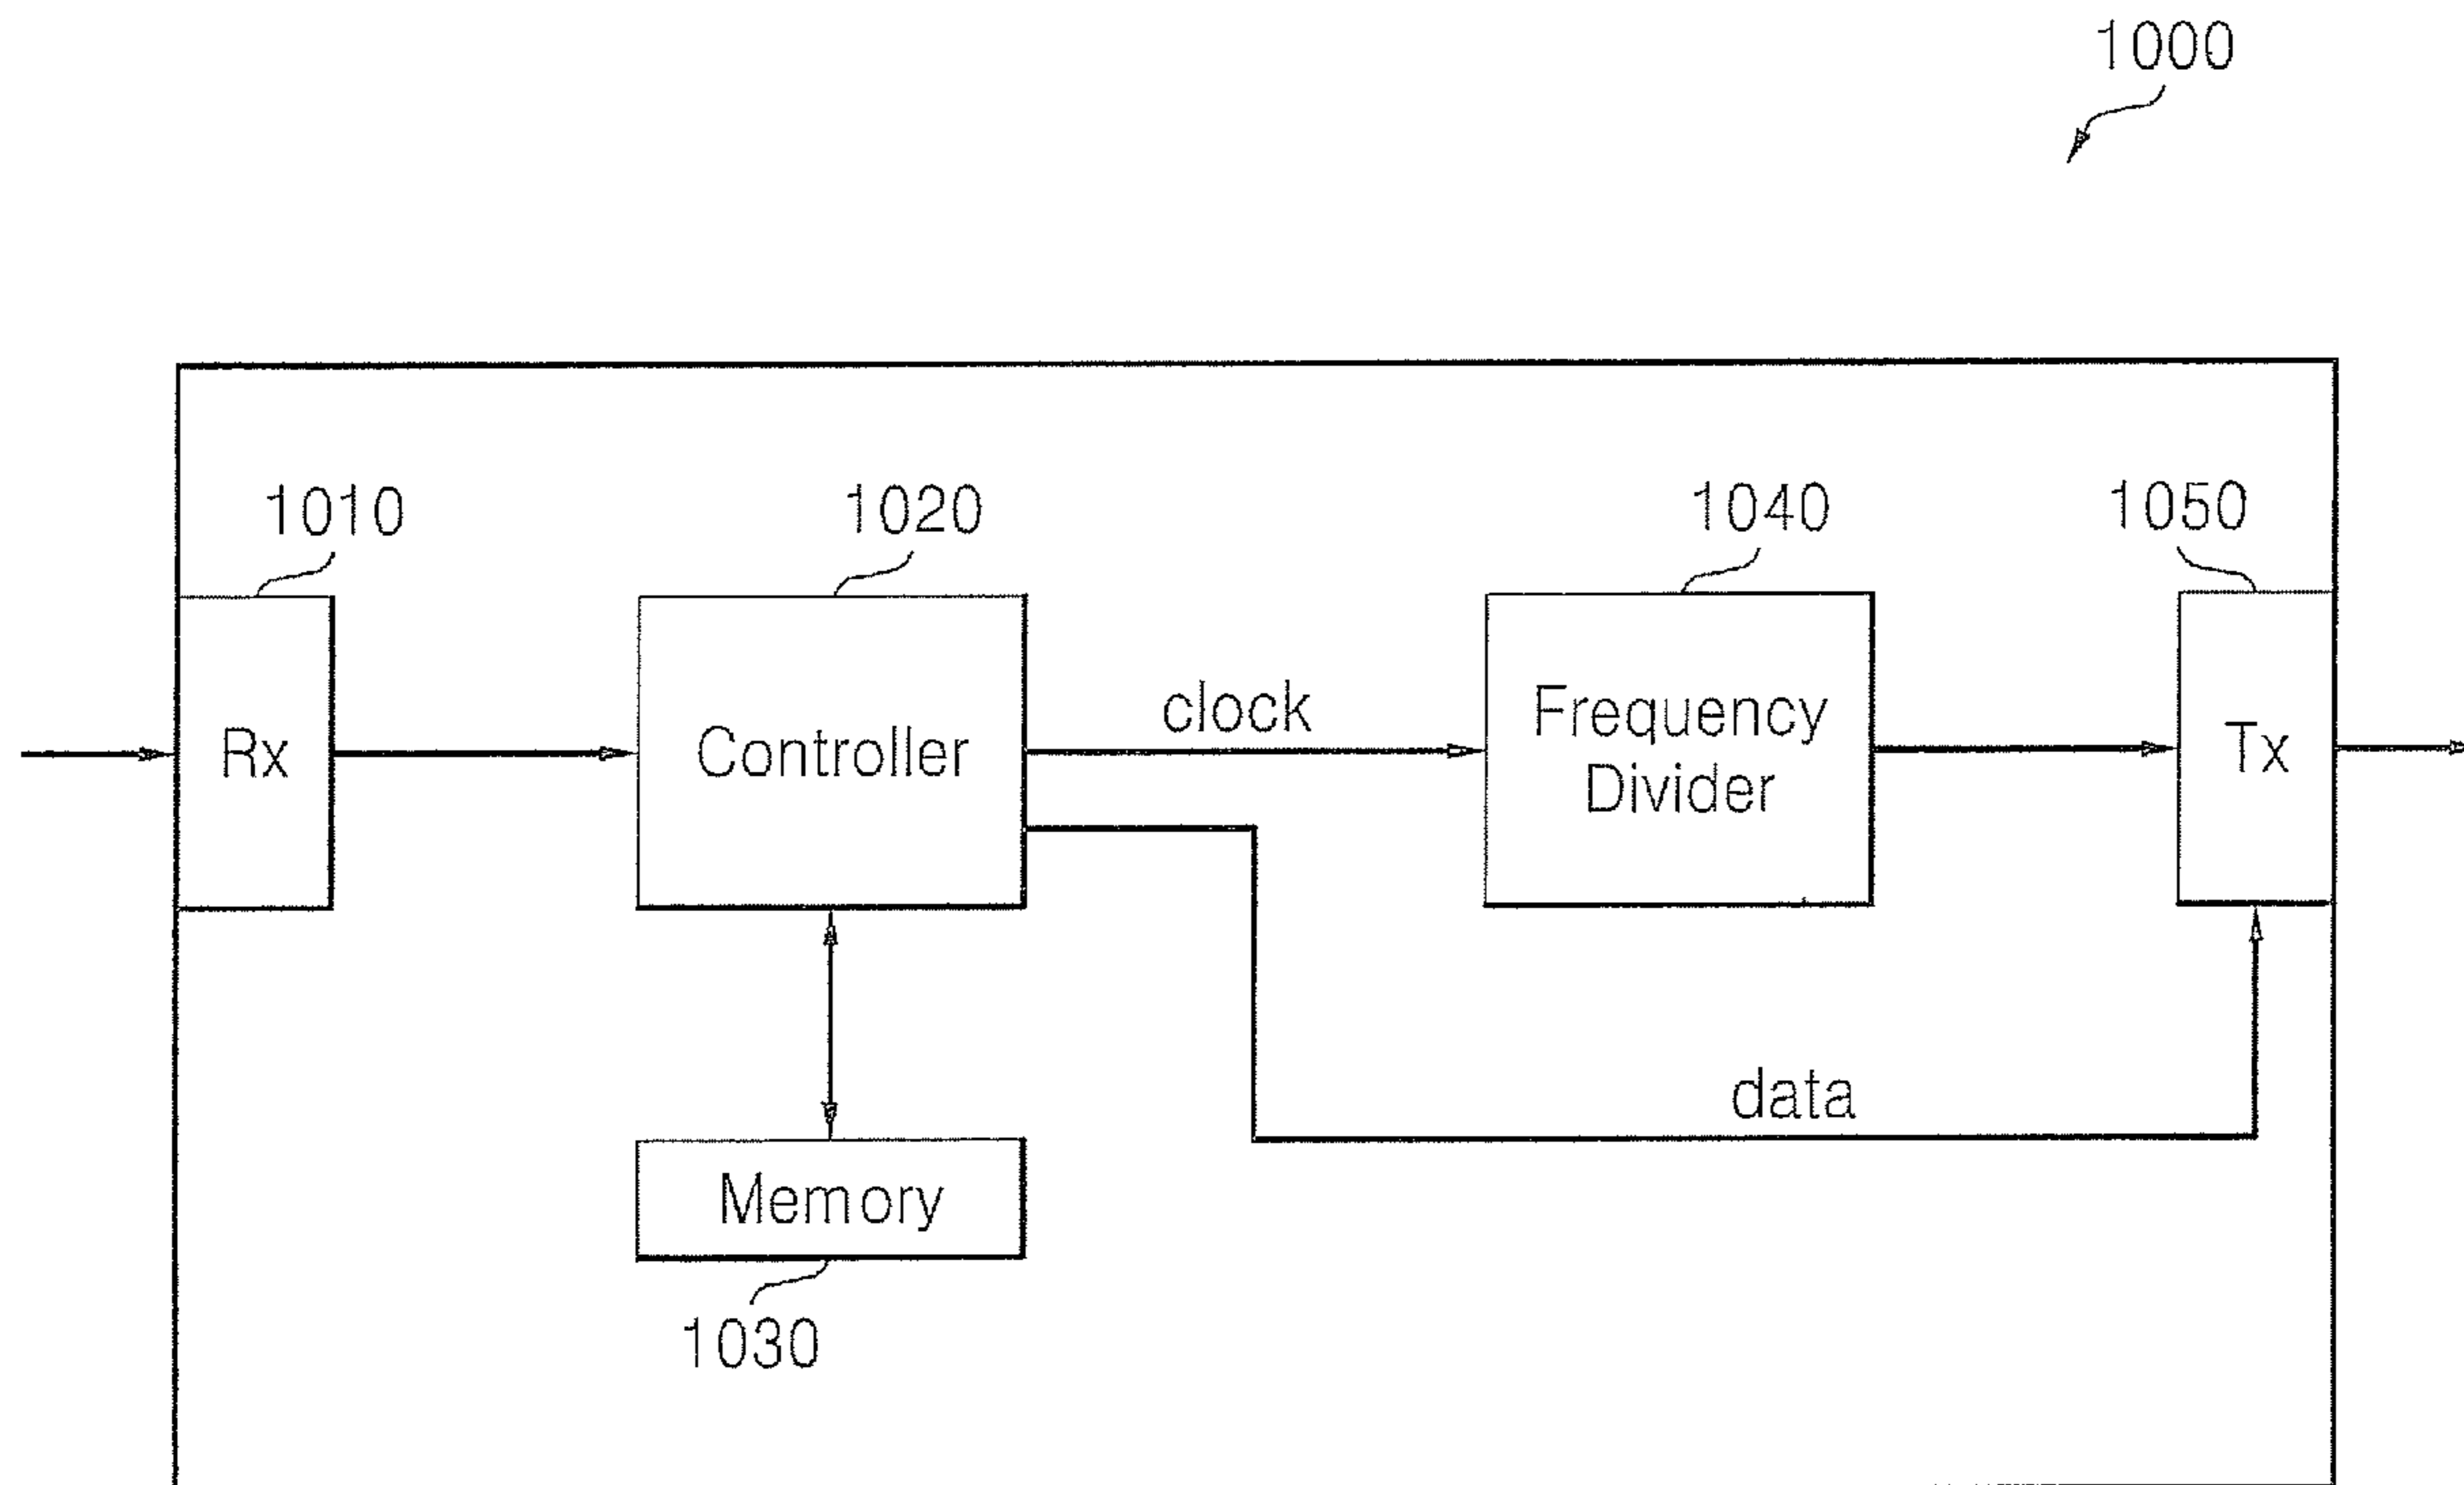 1000
1010
1020
1040
1050
Rx
Controller
clock
Frequency
Divider
Tx
data
Memory
1030